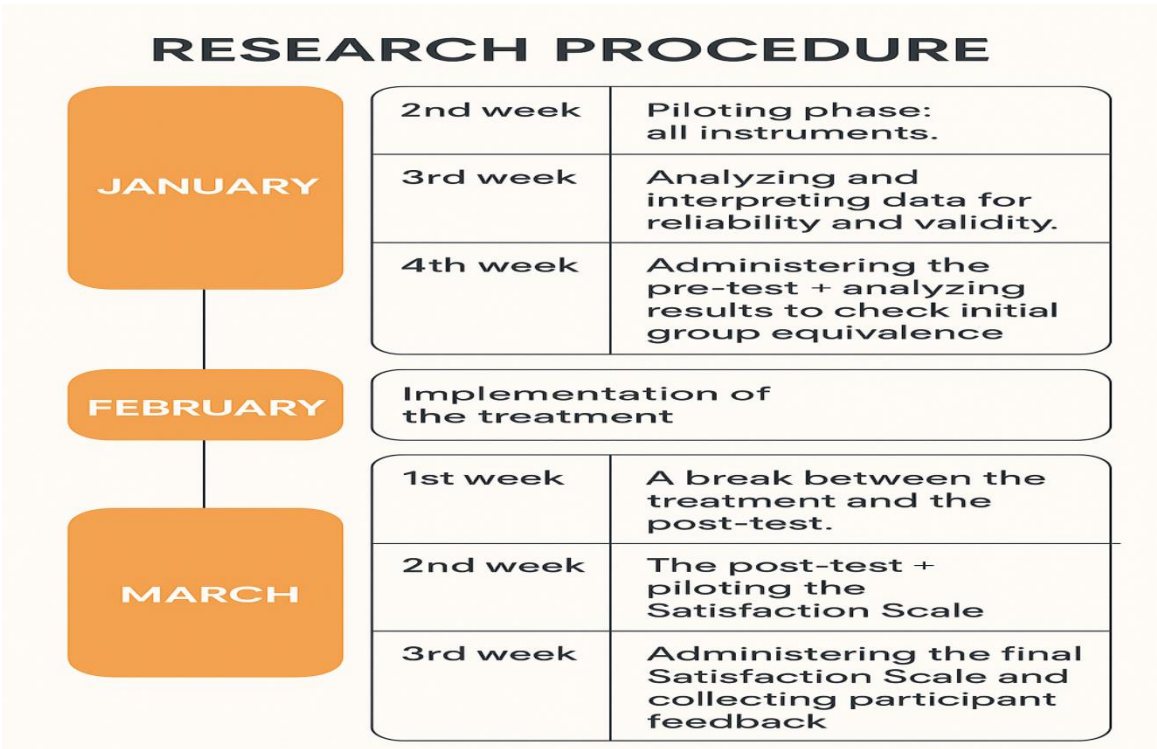 RESEARCH PROCEDURE
JANUARY
2nd week
Piloting phase:
all instruments.
3rd week
Analyzing and
interpreting data for
reliability and validity.
4th week
Administering the
pre-test + analyzing
results to check initial
group equivalence
FEBRUARY
Implementation of
the treatment
MARCH
1st week
A break between the
treatment and the
post-test.
2nd week
The post-test +
piloting the
Satisfaction Scale
3rd week
Administering the final
Satisfaction Scale and
collecting participant
feedback